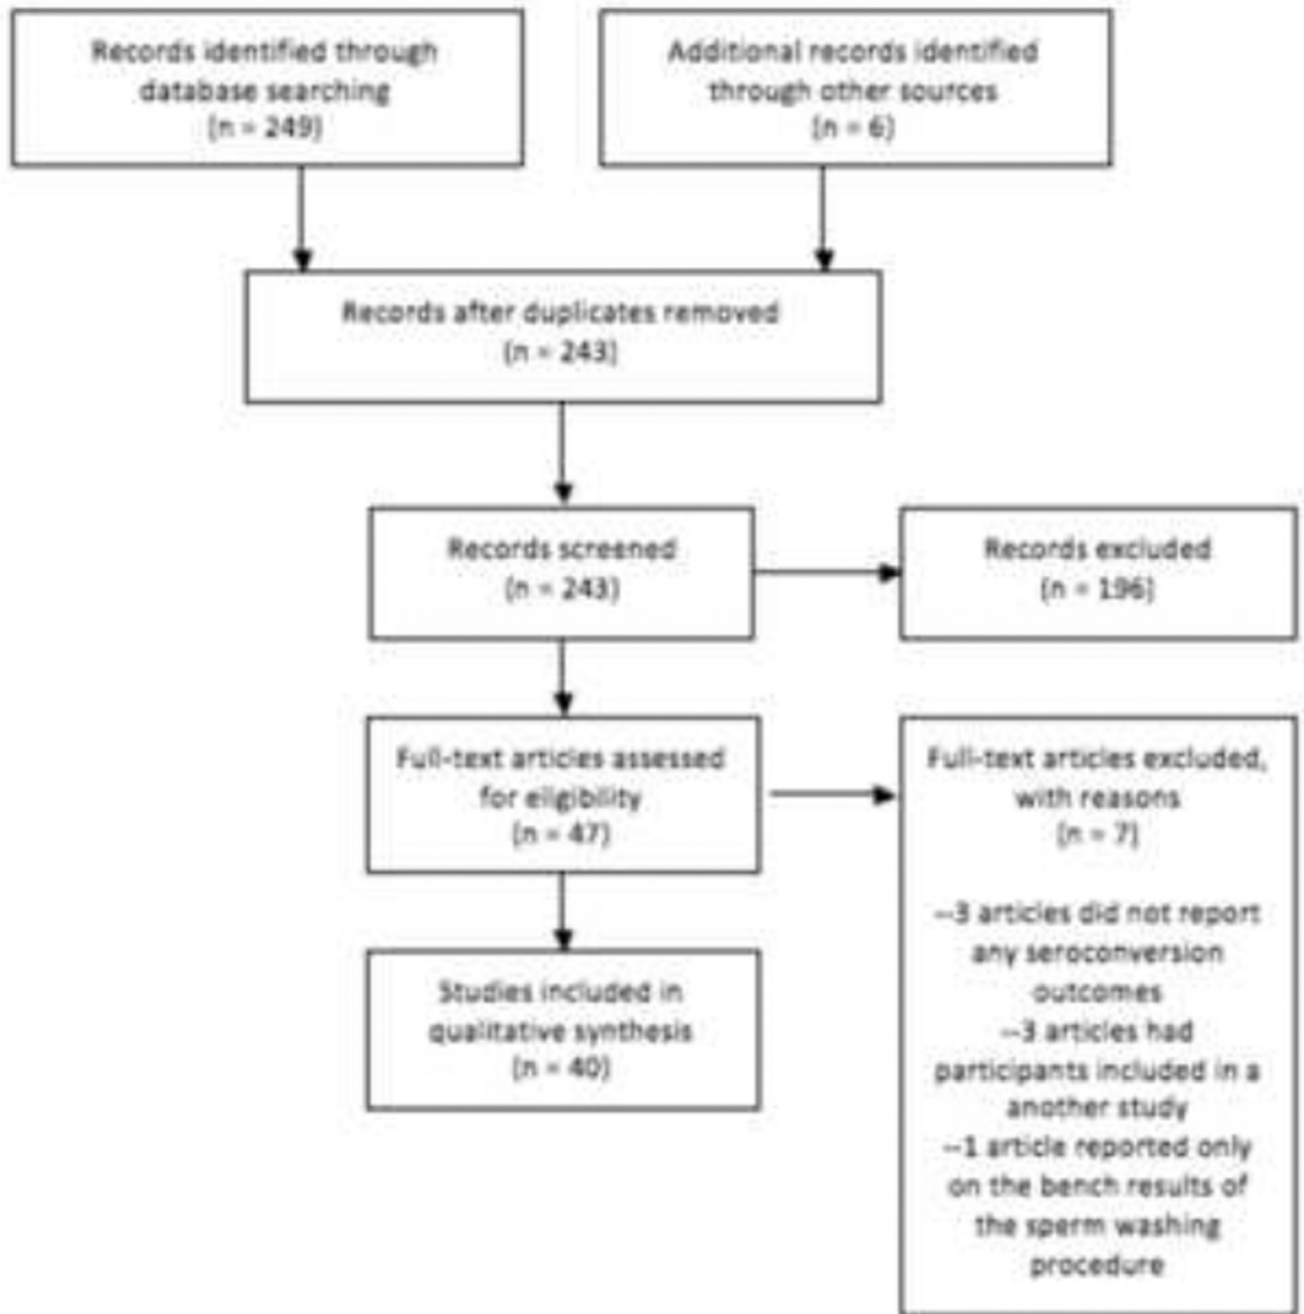 Records identified through
database searching
(n = 249)
Additional records identified
through other sources
(n = 6)
Records after duplicates removed
(n = 243)
Records screened
(n = 243)
Records excluded
(n = 196)
Full-text articles assessed
for eligibility
(n = 47)
Full-text articles excluded,
with reasons
(n = 7)
--3 articles did not report
any seroconversion
outcomes
--3 articles had
participants included in a
another study
--1 article reported only
on the bench results of
the sperm washing
procedure
Studies included in
qualitative synthesis
(n = 40)